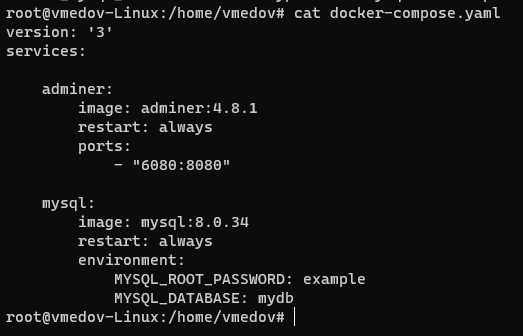 root@vmedov-Linux:/home/vmedov# cat docker-compose.yaml
version: '3'
services:

    adminer:
        image: adminer:4.8.1
        restart: always
        ports:
            - "6080:8080"

    mysql:
        image: mysql:8.0.34
        restart: always
        environment:
            MYSQL_ROOT_PASSWORD: example
            MYSQL_DATABASE: mydb
root@vmedov-Linux:/home/vmedov#